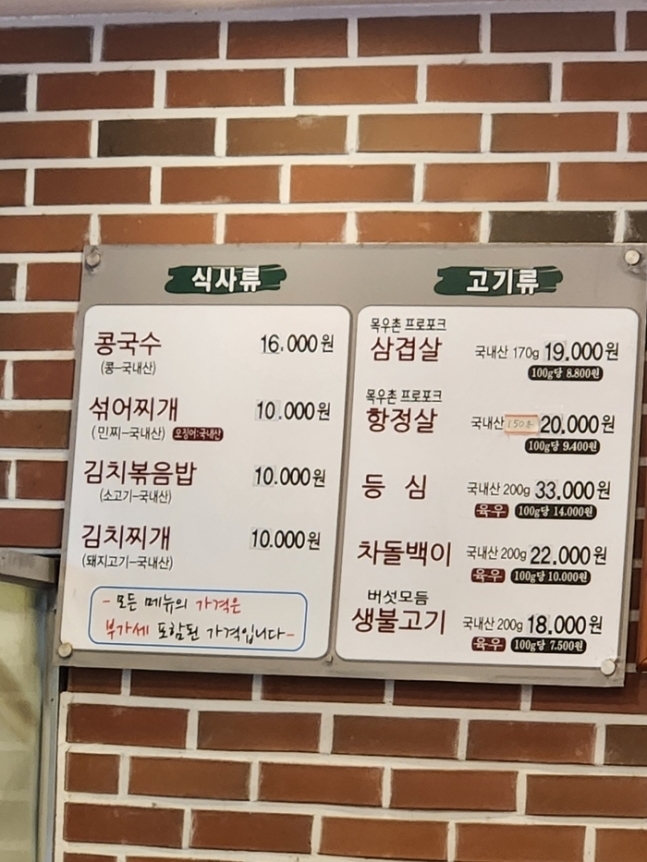 식사류
콩국수 16.000원
(콩-국내산)
섞어찌개 10.000원
(민찌-국내산) 오징어:국내산
김치볶음밥 10.000원
(소고기-국내산)
김치찌개 10.000원
(돼지고기-국내산)
- 모든 메뉴의 가격은
부가세 포함된 가격입니다-
고기류
목우촌 프로포크
삼겹살 국내산 170g 19.000원
100g당 8.800원
목우촌 프로포크
항정살 국내산 20.000원
100g당 9.400원
등 심 국내산 200g 33.000원
육우 100g당 14.000원
차돌백이 국내산 200g 22.000원
육우 100g당 10.000원
버섯모듬
생불고기 국내산 200g 18.000원
육우 100g당 7.500원